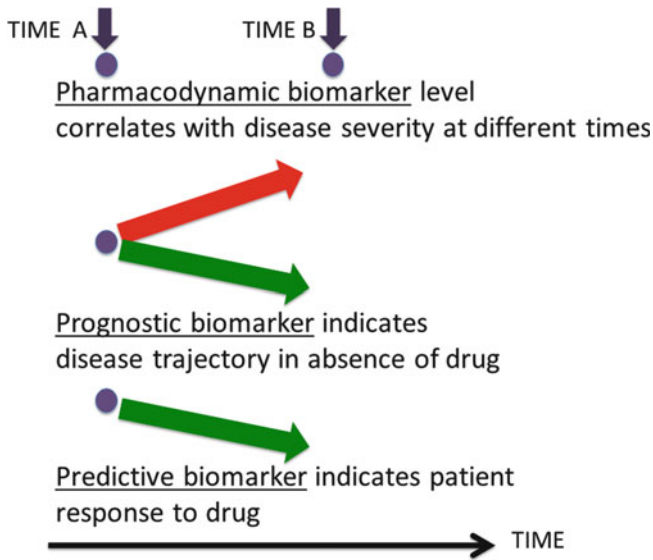 TIME A TIME B
Pharmacodynamic biomarker level
correlates with disease severity at different times
Prognostic biomarker indicates
disease trajectory in absence of drug
Predictive biomarker indicates patient
response to drug
TIME